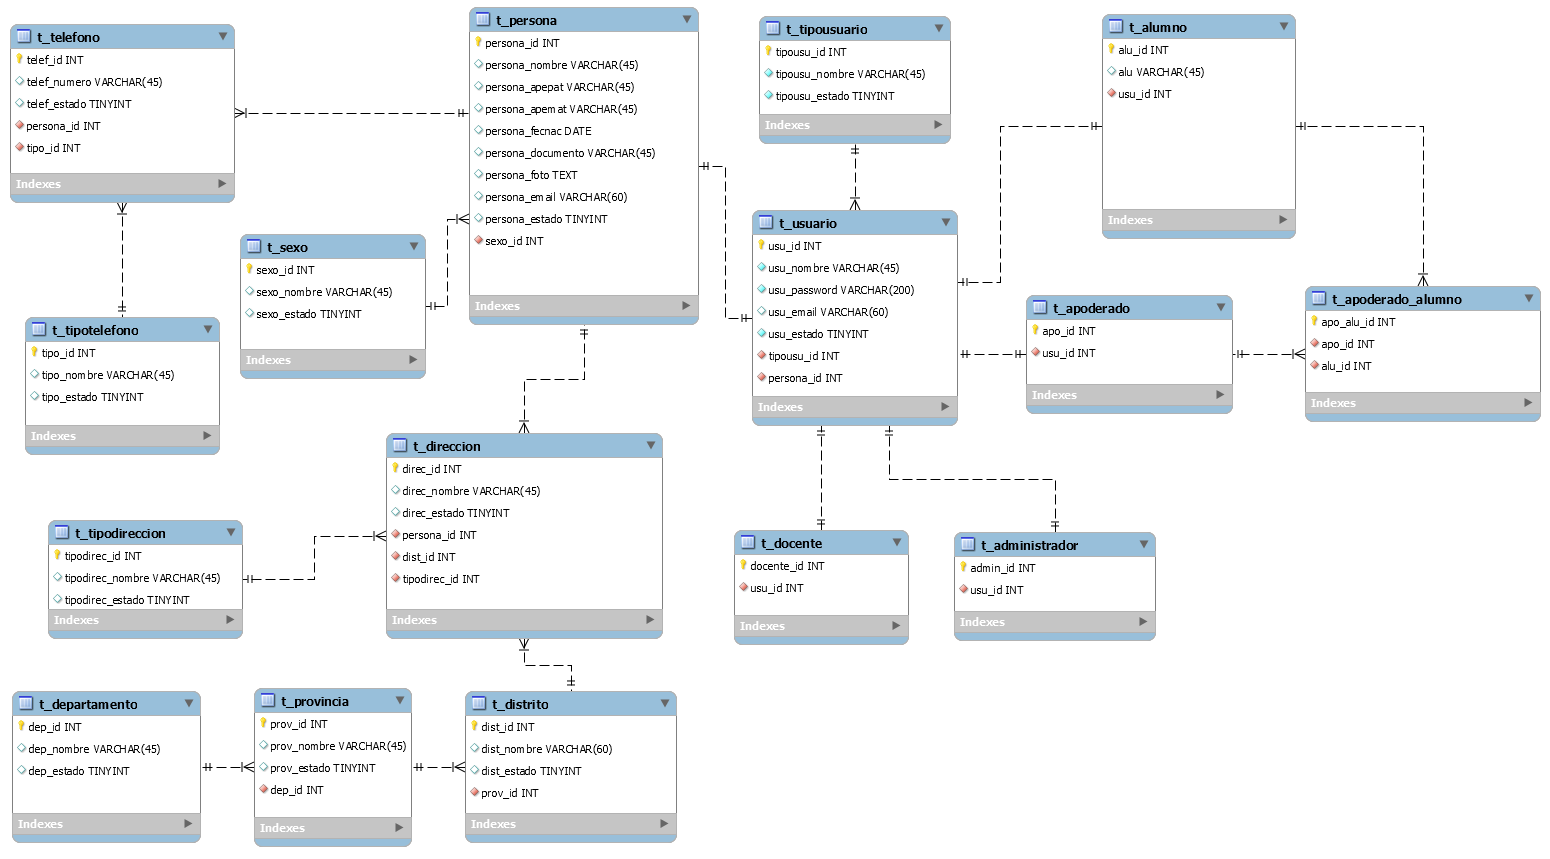 t_telefono
telef_id INT
telef_numero VARCHAR(45)
telef_estado TINYINT
persona_id INT
tipo_id INT
Indexes
t_persona
persona_id INT
persona_nombre VARCHAR(45)
persona_apepat VARCHAR(45)
persona_apemat VARCHAR(45)
persona_fecnac DATE
persona_documento VARCHAR(45)
persona_foto TEXT
persona_email VARCHAR(60)
persona_estado TINYINT
sexo_id INT
Indexes
t_tipousuario
tipousu_id INT
tipousu_nombre VARCHAR(45)
tipousu_estado TINYINT
Indexes
t_alumno
alu_id INT
alu VARCHAR(45)
usu_id INT
Indexes
t_sexo
sexo_id INT
sexo_nombre VARCHAR(45)
sexo_estado TINYINT
Indexes
t_usuario
usu_id INT
usu_nombre VARCHAR(45)
usu_password VARCHAR(200)
usu_email VARCHAR(60)
usu_estado TINYINT
tipousu_id INT
persona_id INT
Indexes
t_apoderado
apo_id INT
usu_id INT
Indexes
t_apoderado_alumno
apo_alu_id INT
apo_id INT
alu_id INT
Indexes
t_tipotelefono
tipo_id INT
tipo_nombre VARCHAR(45)
tipo_estado TINYINT
Indexes
t_direccion
direc_id INT
direc_nombre VARCHAR(45)
direc_estado TINYINT
persona_id INT
dist_id INT
tipodirec_id INT
Indexes
t_tipodireccion
tipodirec_id INT
tipodirec_nombre VARCHAR(45)
tipodirec_estado TINYINT
Indexes
t_docente
docente_id INT
usu_id INT
Indexes
t_administrador
admin_id INT
usu_id INT
Indexes
t_departamento
dep_id INT
dep_nombre VARCHAR(45)
dep_estado TINYINT
Indexes
t_provincia
prov_id INT
prov_nombre VARCHAR(45)
prov_estado TINYINT
dep_id INT
Indexes
t_distrito
dist_id INT
dist_nombre VARCHAR(60)
dist_estado TINYINT
prov_id INT
Indexes